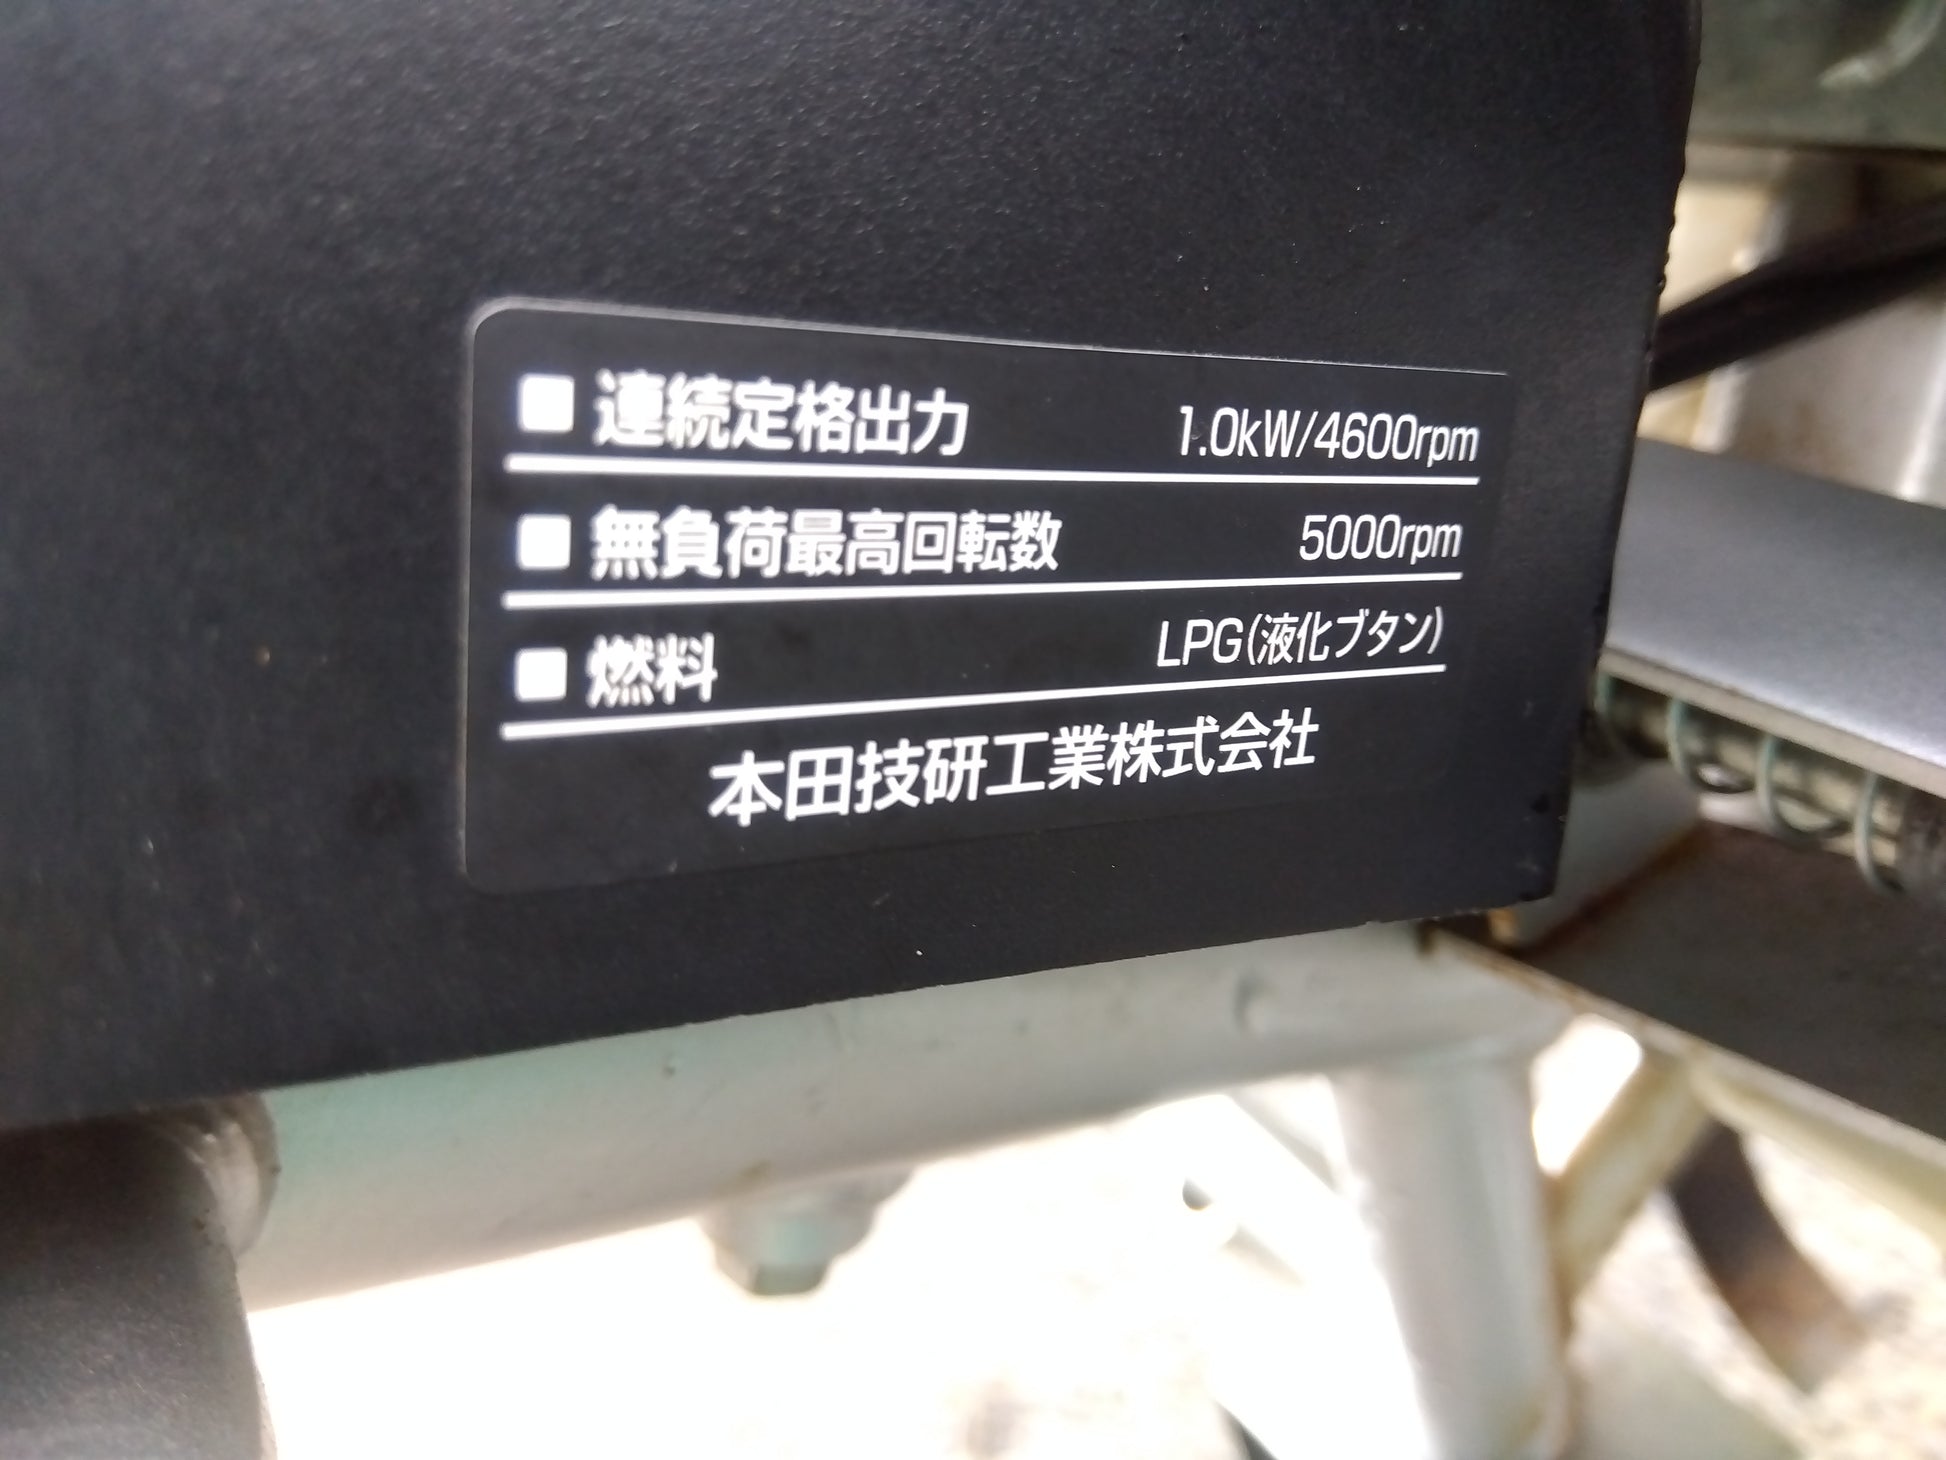 ■ 連続定格出力 1.0kW/4600rpm
■ 無負荷最高回転数 5000rpm
■ 燃料 LPG(液化ブタン)
本田技研工業株式会社